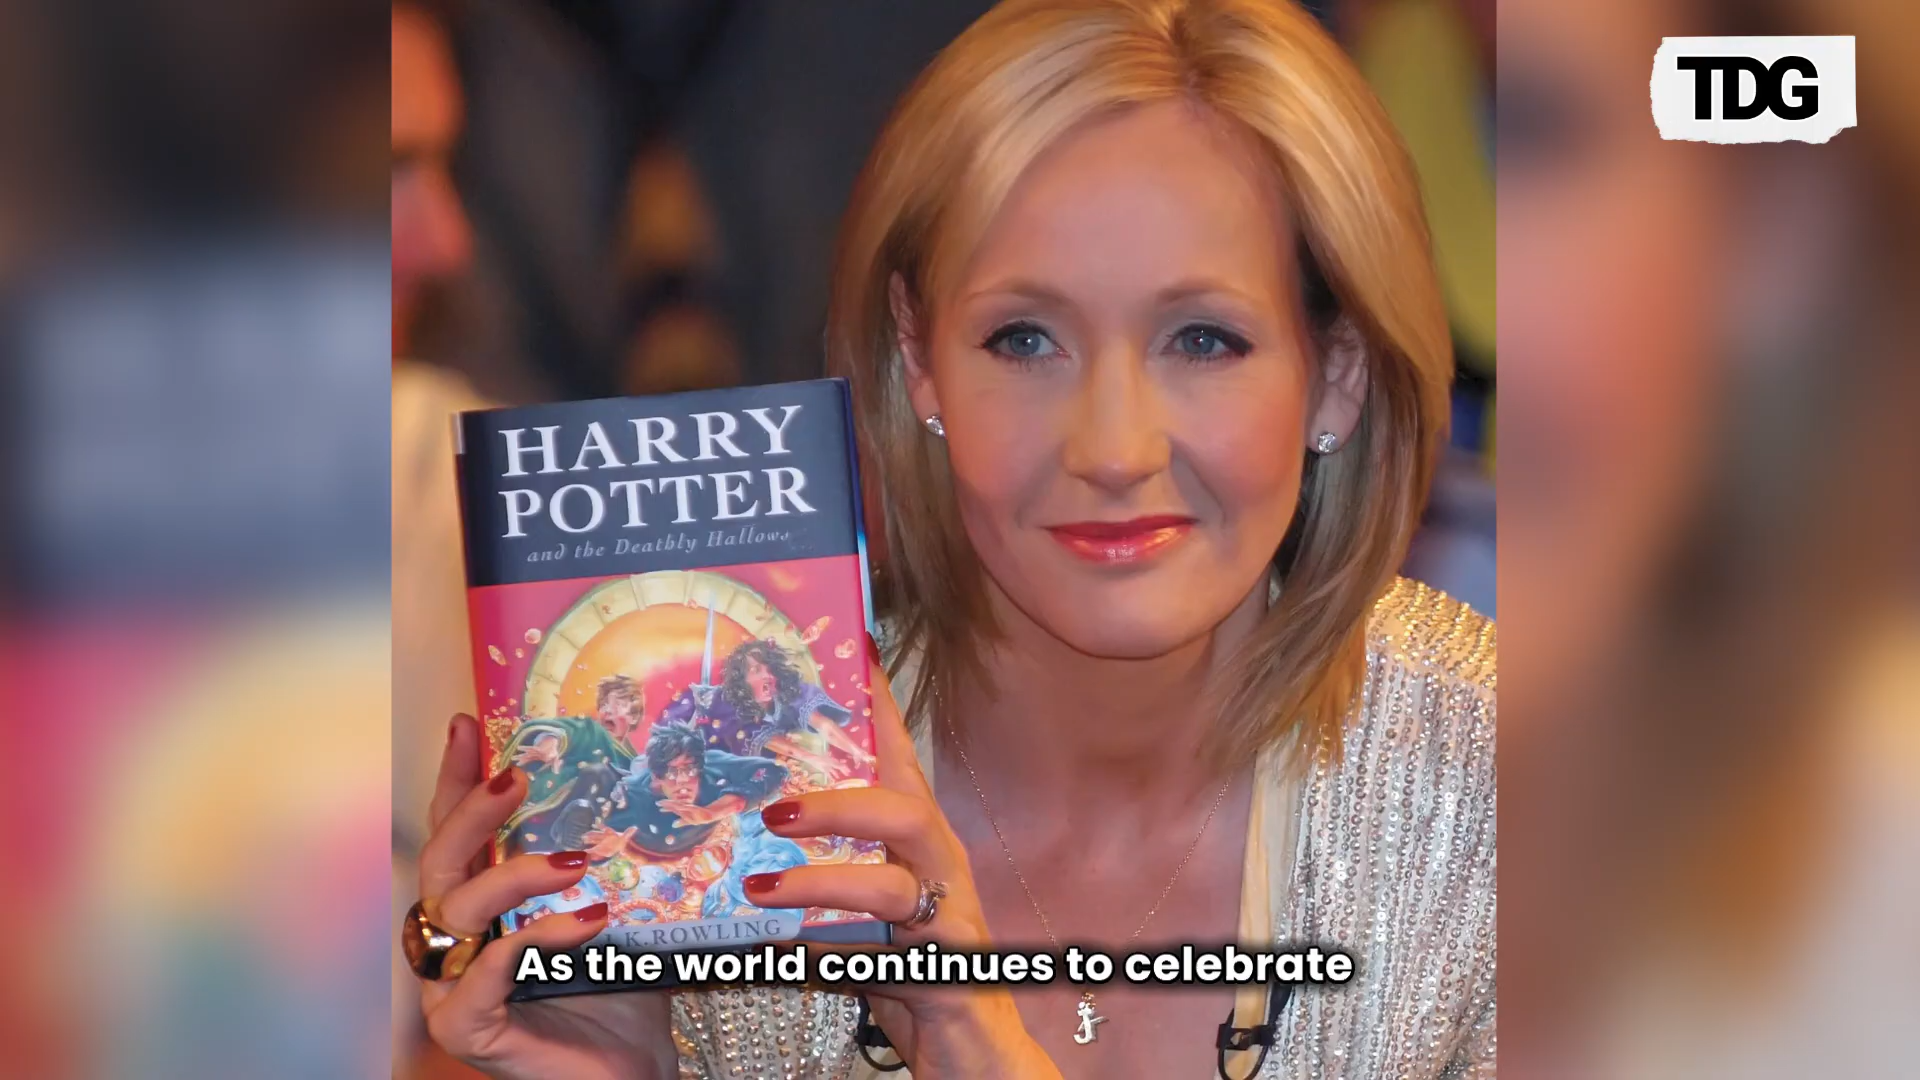 TDG
HARRY
POTTER
and the Deathly Hallows
J.K.ROWLING
As the world continues to celebrate